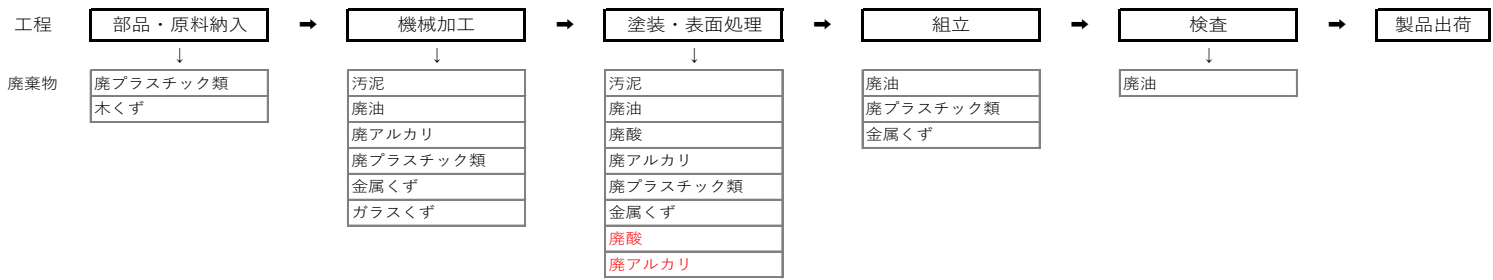 工程 部品・原料納入 ➡ 機械加工 ➡ 塗装・表面処理 ➡ 組立 ➡ 検査 ➡ 製品出荷
↓ ↓ ↓ ↓
廃棄物 廃プラスチック類 汚泥 汚泥 廃油 廃油
木くず 廃油 廃油 廃プラスチック類
廃アルカリ 廃酸 金属くず
廃プラスチック類 廃アルカリ
金属くず 廃プラスチック類
ガラスくず 金属くず
廃酸
廃アルカリ